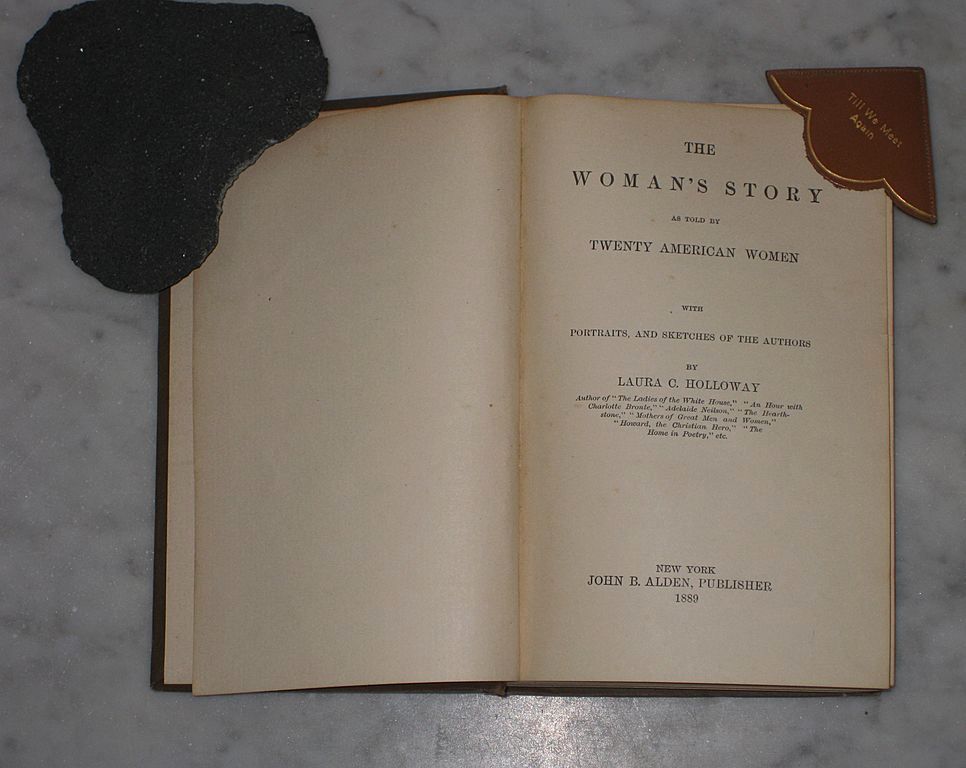 THE
WOMAN'S STORY
AS TOLD BY
TWENTY AMERICAN WOMEN
WITH
PORTRAITS, AND SKETCHES OF THE AUTHORS
BY
LAURA C. HOLLOWAY
Author of "The Ladies of the White House," "An Hour with
Charlotte Bronte," "Adelaide Neilson," "The Hearth-
stone," "Mothers of Great Men and Women,"
"Howard, the Christian Hero," "The
Home in Poetry," etc.
NEW YORK
JOHN B. ALDEN, PUBLISHER
1889
Till We Meet
Again